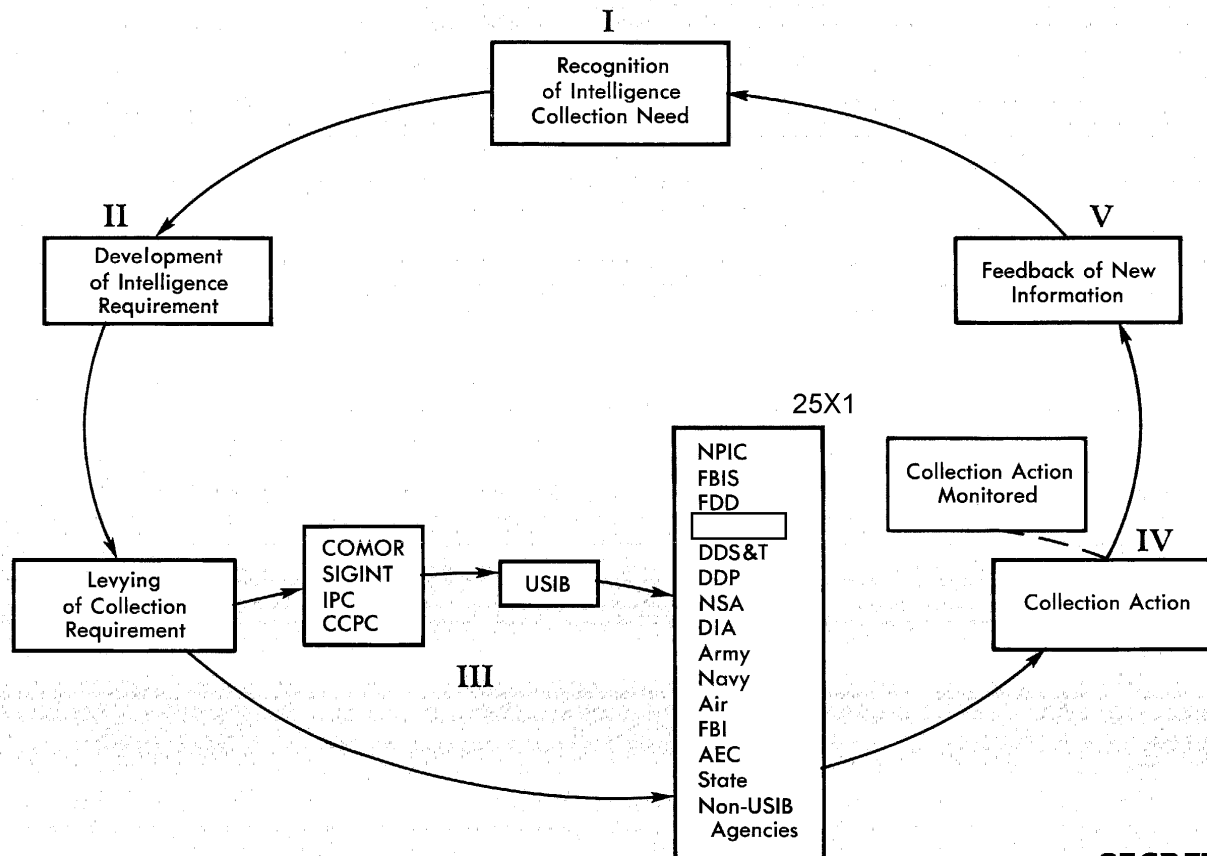 I
Recognition
of Intelligence
Collection Need
II
Development
of Intelligence
Requirement
V
Feedback of New
Information
25X1
NPIC
FBIS
FDD
DDS&T
DDP
NSA
DIA
Army
Navy
Air
FBI
AEC
State
Non-USIB
Agencies
Collection Action
Monitored
IV
Collection Action
Levying
of Collection
Requirement
COMOR
SIGINT
IPC
CCPC
USIB
III